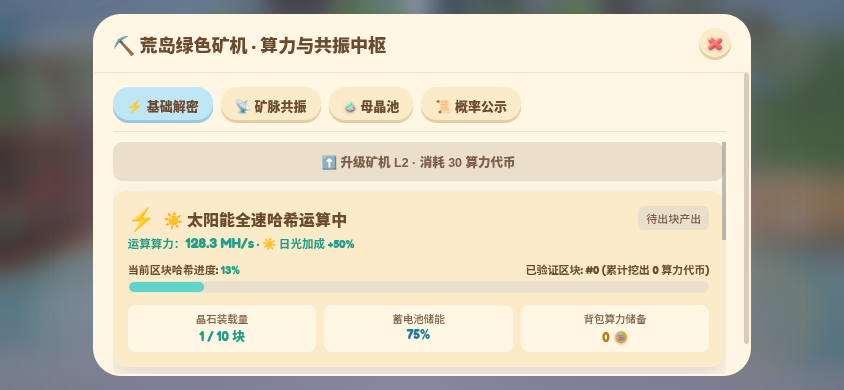 ⛏️ 荒岛绿色矿机 · 算力与共振中枢
⚡ 基础解密
📡 矿脉共振
母晶池
📜 概率公示
⬆️ 升级矿机 L2 · 消耗 30 算力代币
⚡ ☀️ 太阳能全速哈希运算中
待出块产出
运算算力: 128.3 MH/s · ☀️ 日光加成 +50%
当前区块哈希进度: 13%
已验证区块: #0 (累计挖出 0 算力代币)
晶石装载量
1 / 10 块
蓄电池储能
75%
背包算力储备
0